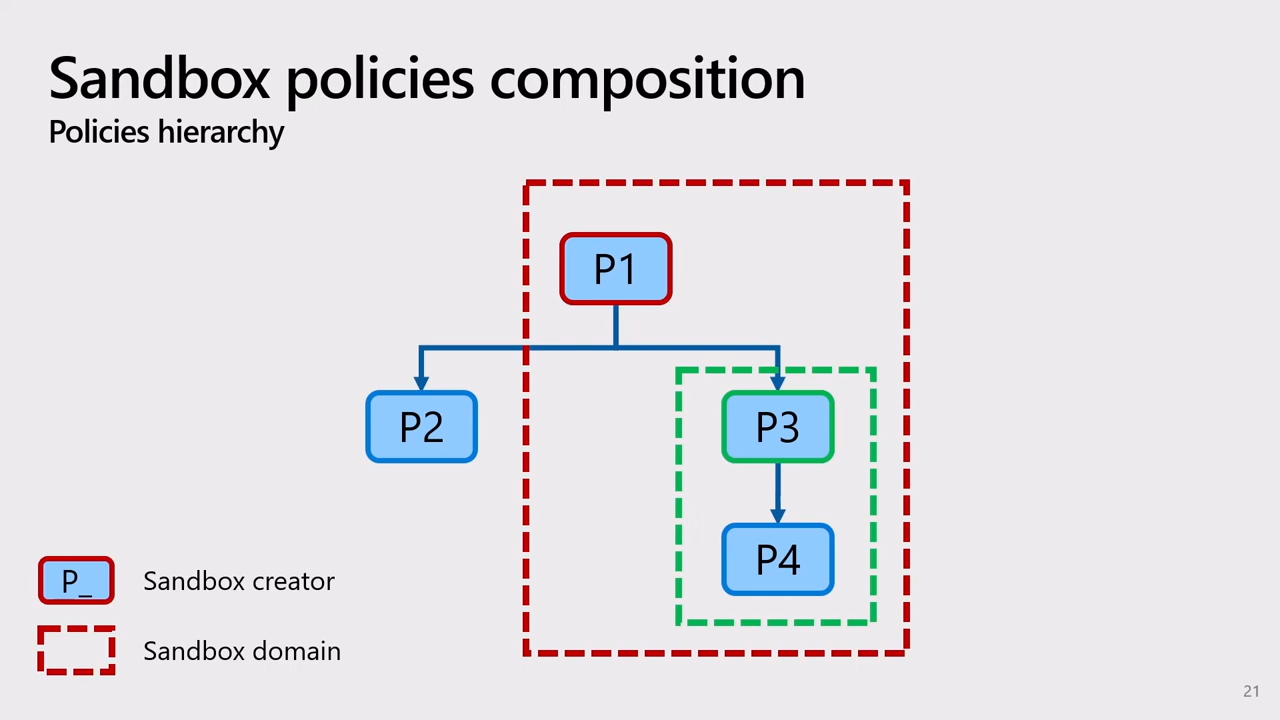 Sandbox policies composition
Policies hierarchy
P1
P2
P3
P4
P_
Sandbox creator
Sandbox domain
21